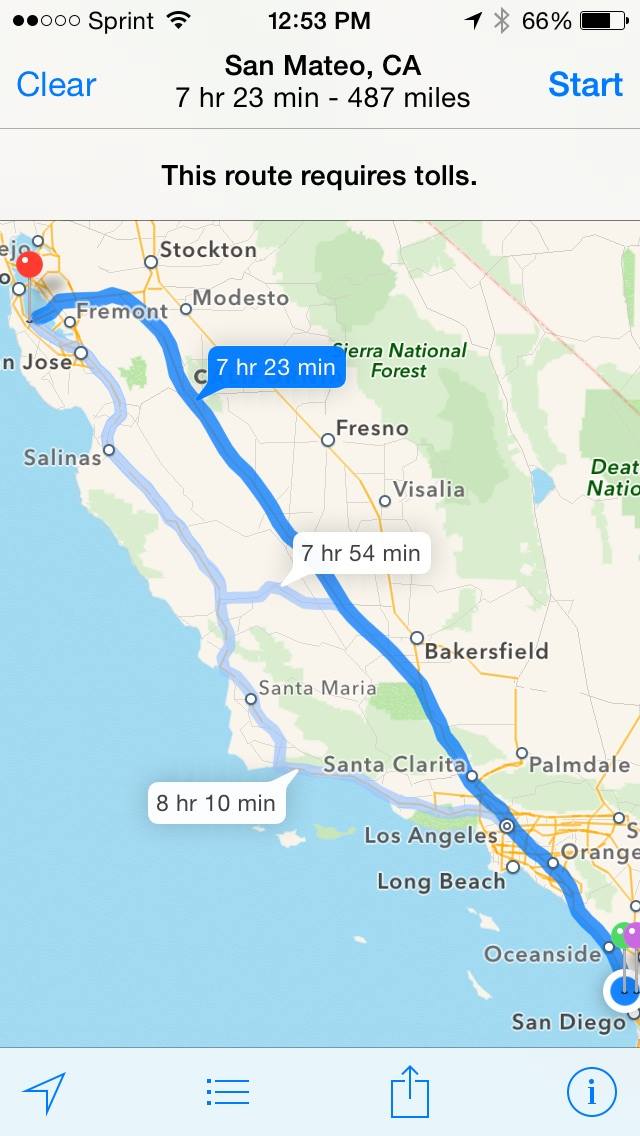 Sprint 12:53 PM 66%
Clear San Mateo, CA Start
7 hr 23 min - 487 miles
This route requires tolls.
ejo
Stockton
o
Modesto
Fremont
n Jose
C
7 hr 23 min
Sierra National
Forest
Fresno
Salinas
Visalia
Deat
Natio
7 hr 54 min
Bakersfield
Santa Maria
Santa Clarita
Palmdale
8 hr 10 min
Los Angeles
S
Orange
Long Beach
Oceanside
San Diego
i